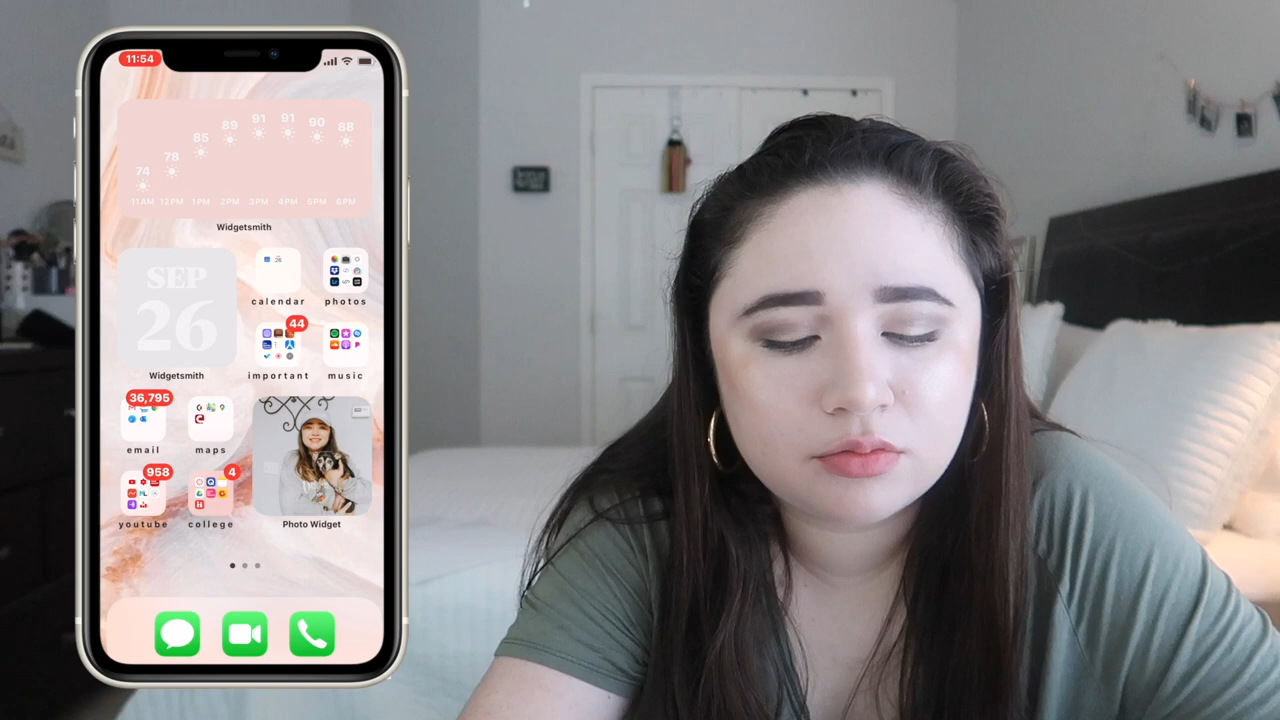 11:54
74 78 85 89 91 91 90 88
11AM 12PM 1PM 2PM 3PM 4PM 5PM 6PM
Widgetsmith
SEP
26
calendar photos
44
Widgetsmith important music
36,795
email maps
958 4
youtube college Photo Widget